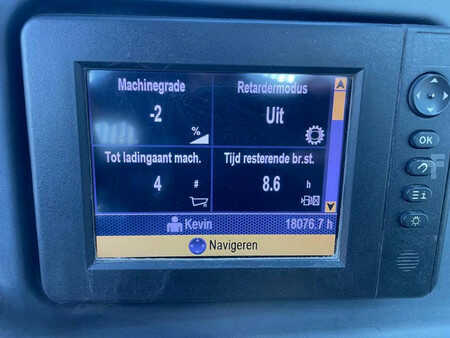 Machinegrade
-2
%
Retardermodus
Uit
Tot ladingaant mach.
4
#
Tijd resterende br.st.
8.6
h
Kevin
18076.7 h
Navigeren
OK